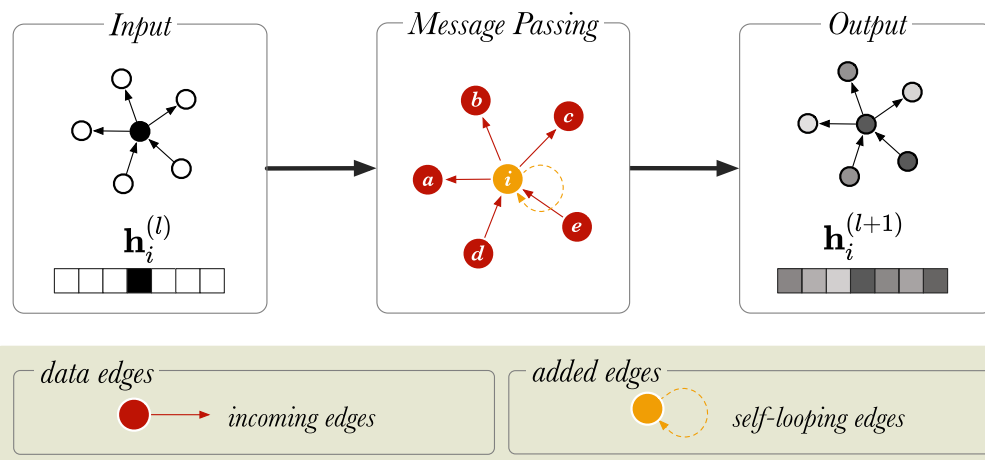 Input
Message Passing
Output
b
c
a
i
e
d
h_i^{(l)}
h_i^{(l+1)}
data edges
incoming edges
added edges
self-looping edges